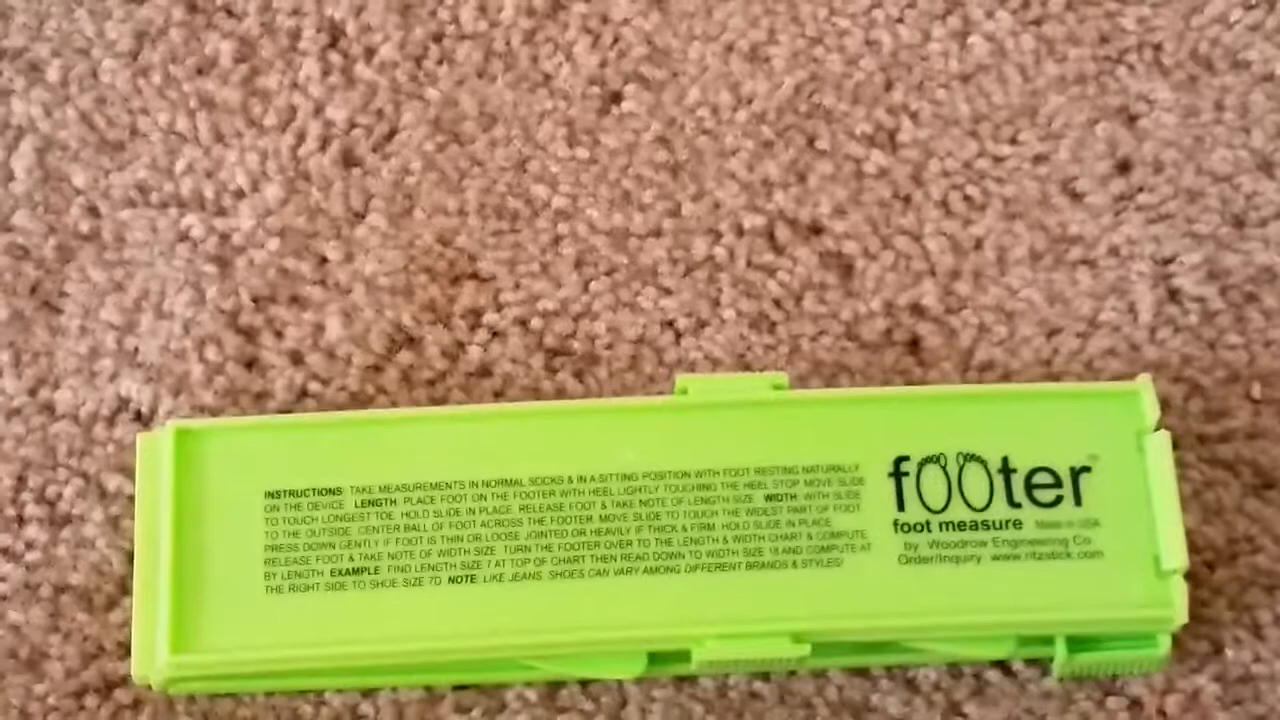 INSTRUCTIONS: TAKE MEASUREMENTS IN NORMAL SOCKS & IN A SITTING POSITION WITH FOOT RESTING NATURALLY
ON THE DEVICE. LENGTH: PLACE FOOT ON THE FOOTER WITH HEEL LIGHTLY TOUCHING THE HEEL STOP. MOVE SLIDE
TO TOUCH LONGEST TOE. HOLD SLIDE IN PLACE. RELEASE FOOT & TAKE NOTE OF LENGTH SIZE. WIDTH: WITH SLIDE
TO THE OUTSIDE, CENTER BALL OF FOOT ACROSS THE FOOTER. MOVE SLIDE TO TOUCH THE WIDEST PART OF FOOT.
PRESS DOWN GENTLY IF FOOT IS THIN OR LOOSE JOINTED OR HEAVILY IF THICK & FIRM. HOLD SLIDE IN PLACE.
RELEASE FOOT & TAKE NOTE OF WIDTH SIZE. TURN THE FOOTER OVER TO THE LENGTH & WIDTH CHART & COMPUTE
BY LENGTH. EXAMPLE: FIND LENGTH SIZE 7 AT TOP OF CHART THEN READ DOWN TO WIDTH SIZE 18 AND COMPUTE AT
THE RIGHT SIDE TO SHOE SIZE 7D. NOTE: LIKE JEANS, SHOES CAN VARY AMONG DIFFERENT BRANDS & STYLES!
footer™
foot measure Made in USA
by Woodrow Engineering Co.
Order/Inquiry www.ritzstick.com